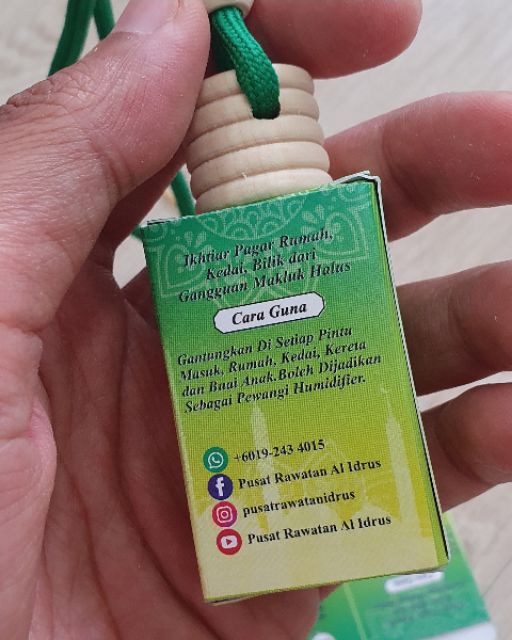 Ikhtiar Pagar Rumah,
Kedai, Bilik dari
Gangguan Makluk Halus
Cara Guna
Gantungkan Di Setiap Pintu
Masuk, Rumah, Kedai, Kereta
dan Buai Anak.Boleh Dijadikan
Sebagai Pewangi Humidifier.
+6019-243 4015
Pusat Rawatan Al Idrus
pusatrawatanidrus
Pusat Rawatan Al Idrus